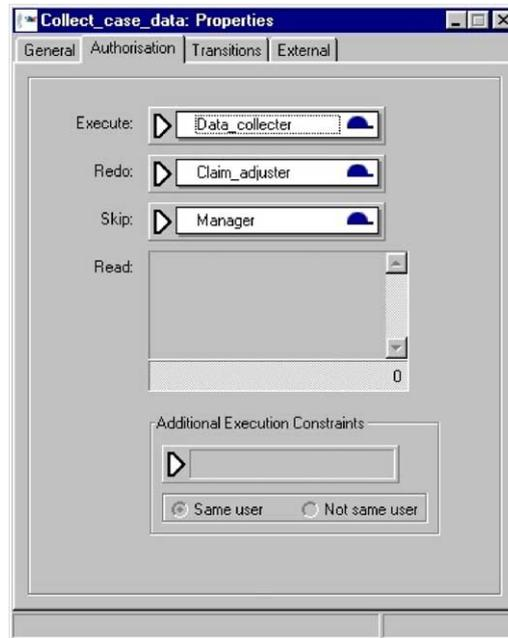 Collect_case_data: Properties
General Authorisation Transitions External
Execute: Data_collecter
Redo: Claim_adjuster
Skip: Manager
Read:
0
Additional Execution Constraints
Same user Not same user